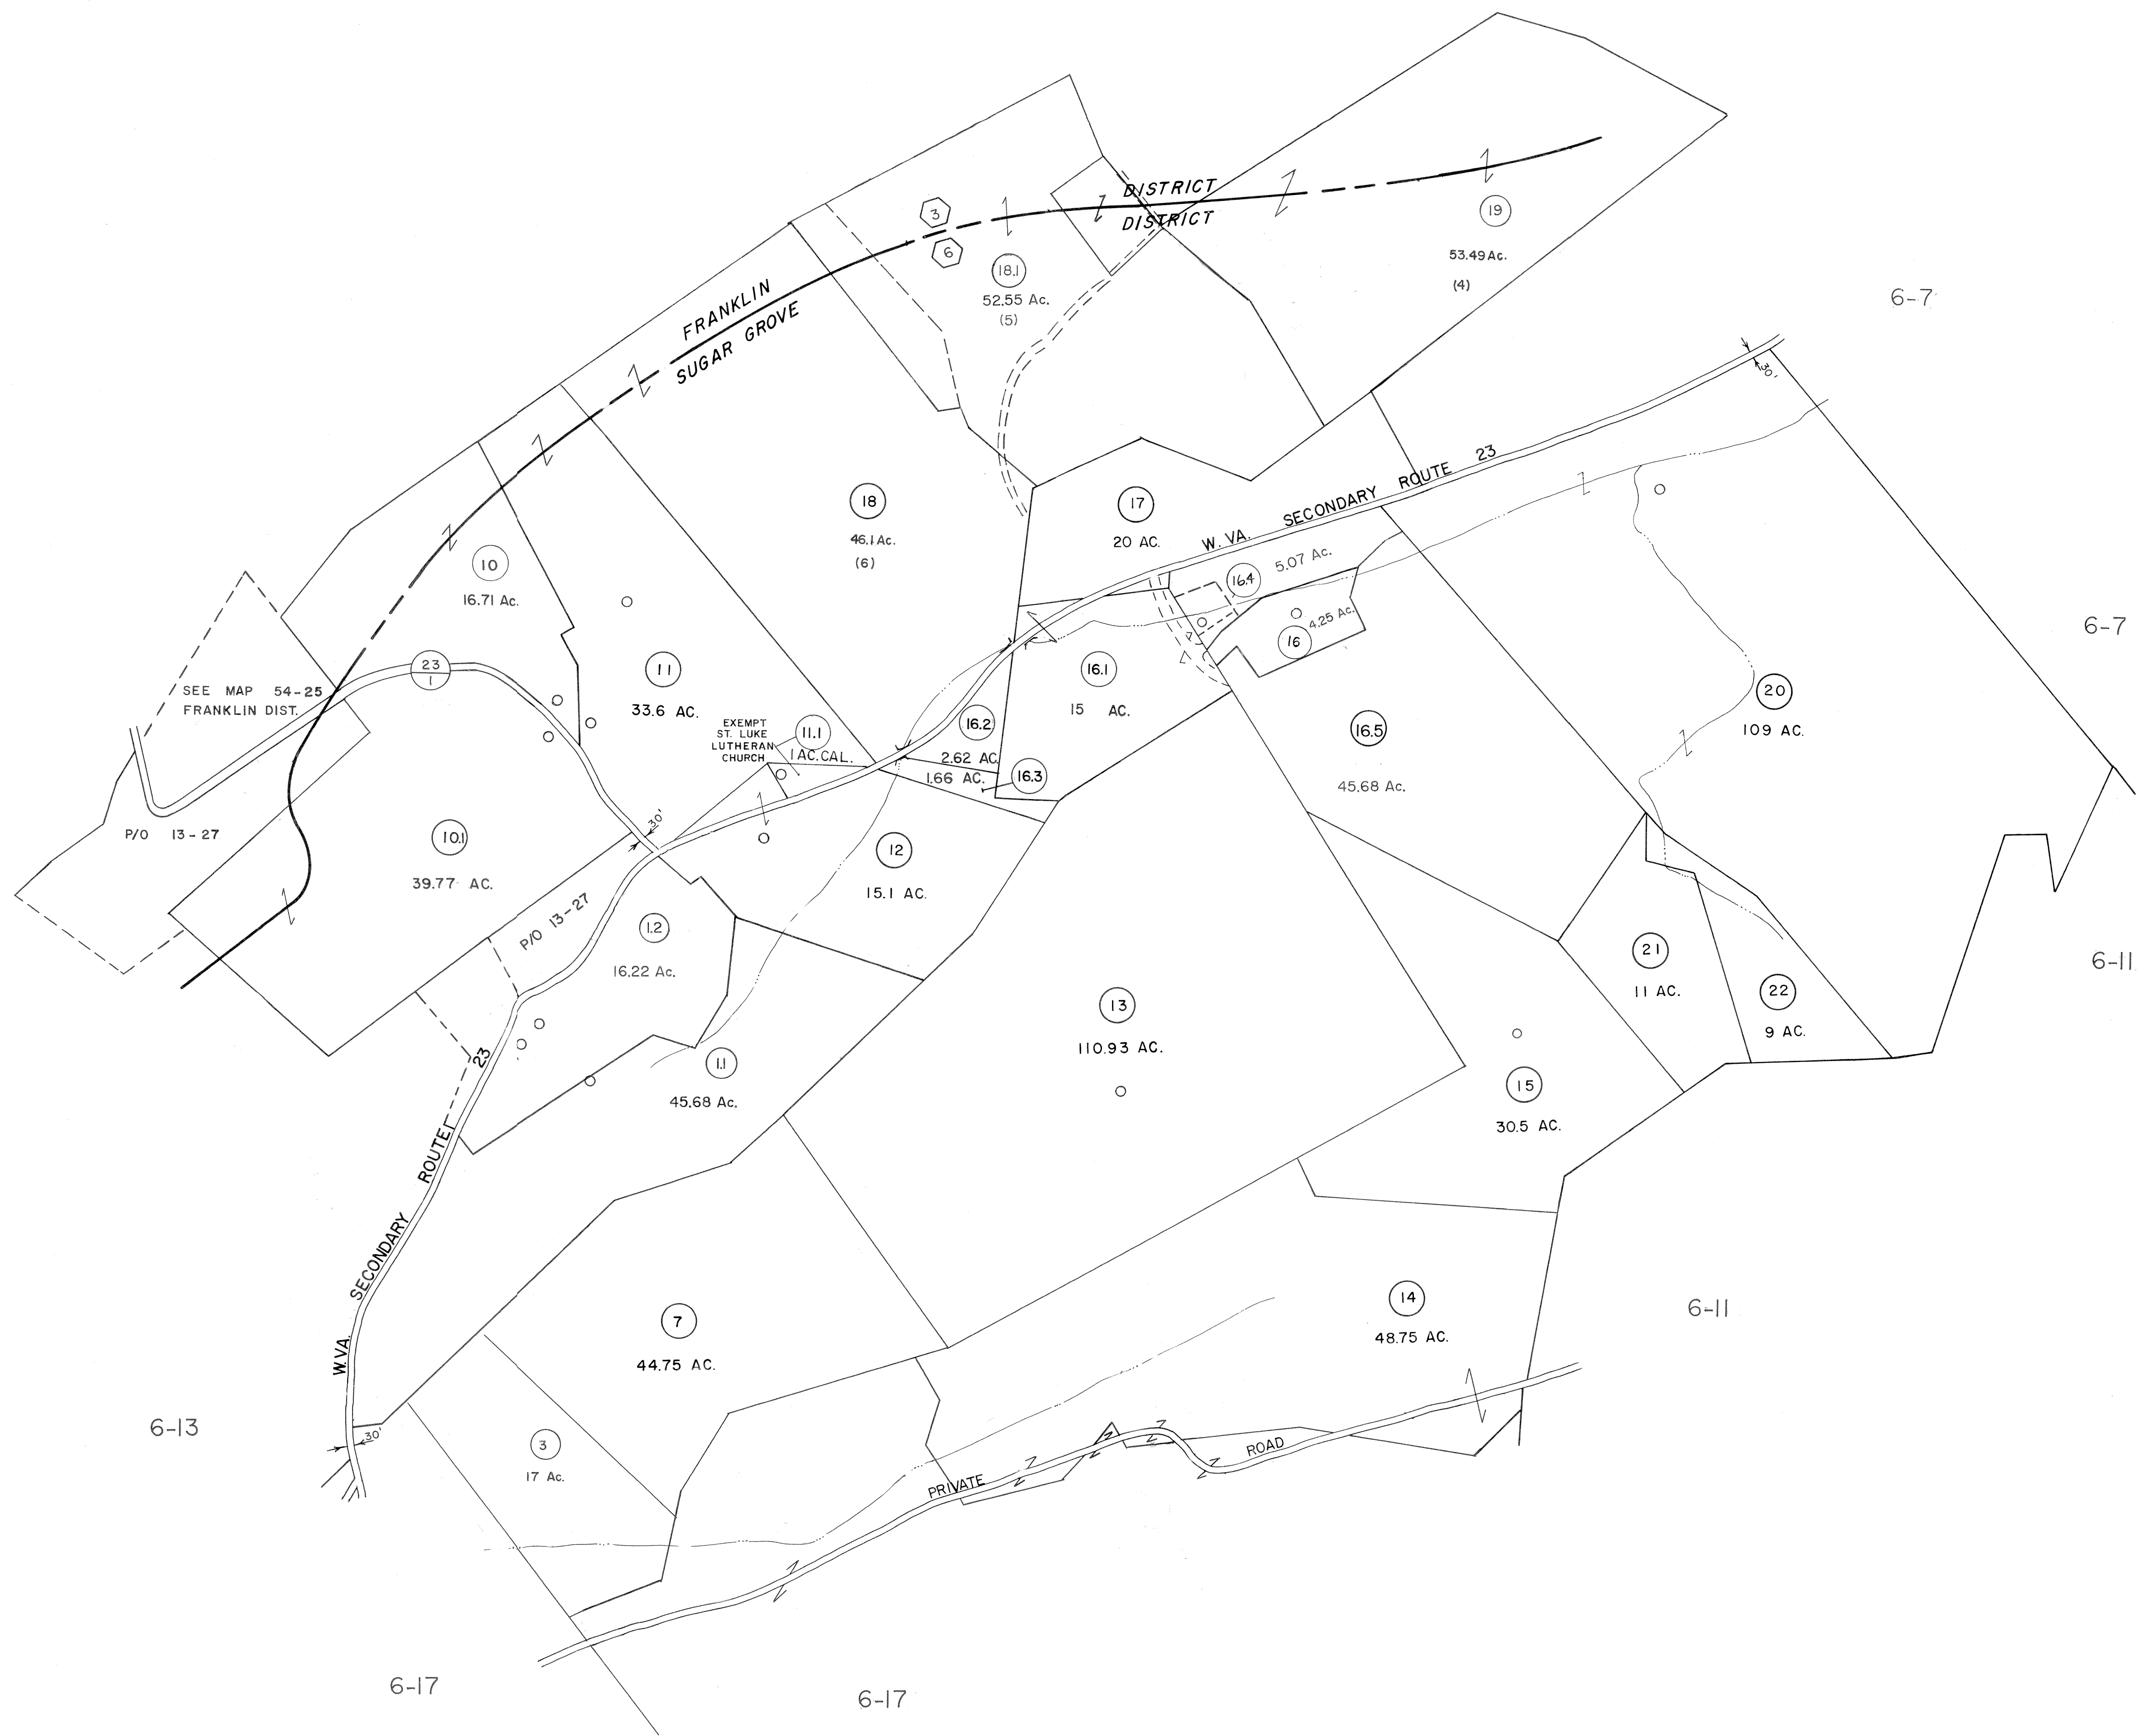 DISTRICT
DISTRICT
3
6
19
53.49 Ac.
(4)
18.1
52.55 Ac.
(5)
6-7
FRANKLIN
SUGAR GROVE
30'
W. VA. SECONDARY ROUTE 23
18
46.1 Ac.
(6)
17
20 AC.
10
16.71 Ac.
16.4
5.07 Ac.
16
4.25 Ac.
6-7
23
1
SEE MAP 54-25
FRANKLIN DIST.
11
33.6 AC.
16.1
15 AC.
20
109 AC.
EXEMPT
ST. LUKE
LUTHERAN
CHURCH
11.1
1 AC. CAL.
16.2
2.62 AC.
1.66 AC.
16.3
16.5
45.68 Ac.
P/O 13-27
10.1
39.77 AC.
30'
12
15.1 AC.
P/O 13-27
1.2
16.22 Ac.
21
11 AC.
22
9 AC.
6-11
13
110.93 AC.
1.1
45.68 Ac.
15
30.5 AC.
W. VA. SECONDARY ROUTE 23
7
44.75 AC.
14
48.75 AC.
6-11
6-13
30'
3
17 Ac.
PRIVATE ROAD
6-17
6-17